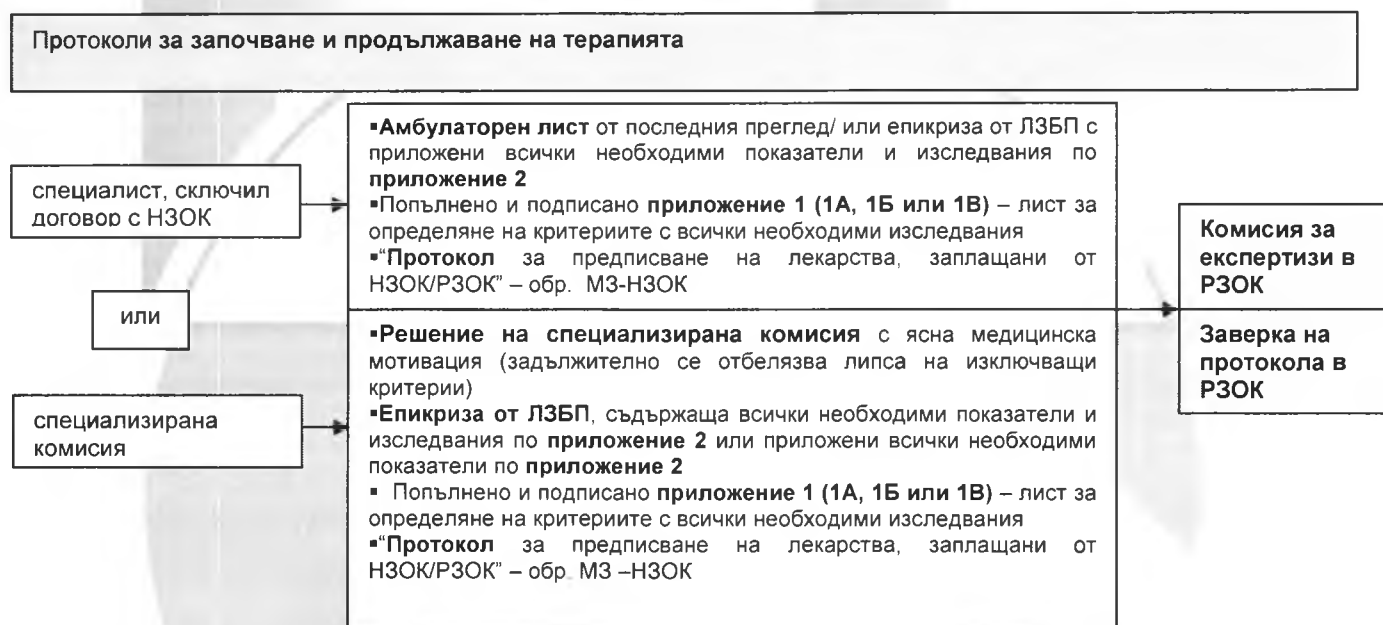 Протоколи за започване и продължаване на терапията
специалист, сключил
договор с НЗОК
или
специализирана
комисия
▪Амбулаторен лист от последния преглед/ или епикриза от ЛЗБП с
приложени всички необходими показатели и изследвания по
приложение 2
▪Попълнено и подписано приложение 1 (1А, 1Б или 1В) – лист за
определяне на критериите с всички необходими изследвания
▪“Протокол за предписване на лекарства, заплащани от
НЗОК/РЗОК” – обр. МЗ-НЗОК
▪Решение на специализирана комисия с ясна медицинска
мотивация (задължително се отбелязва липса на изключващи
критерии)
▪Епикриза от ЛЗБП, съдържаща всички необходими показатели и
изследвания по приложение 2 или приложени всички необходими
показатели по приложение 2
▪ Попълнено и подписано приложение 1 (1А, 1Б или 1В) – лист за
определяне на критериите с всички необходими изследвания
▪“Протокол за предписване на лекарства, заплащани от
НЗОК/РЗОК” – обр. МЗ –НЗОК
Комисия за
експертизи в
РЗОК
Заверка на
протокола в
РЗОК